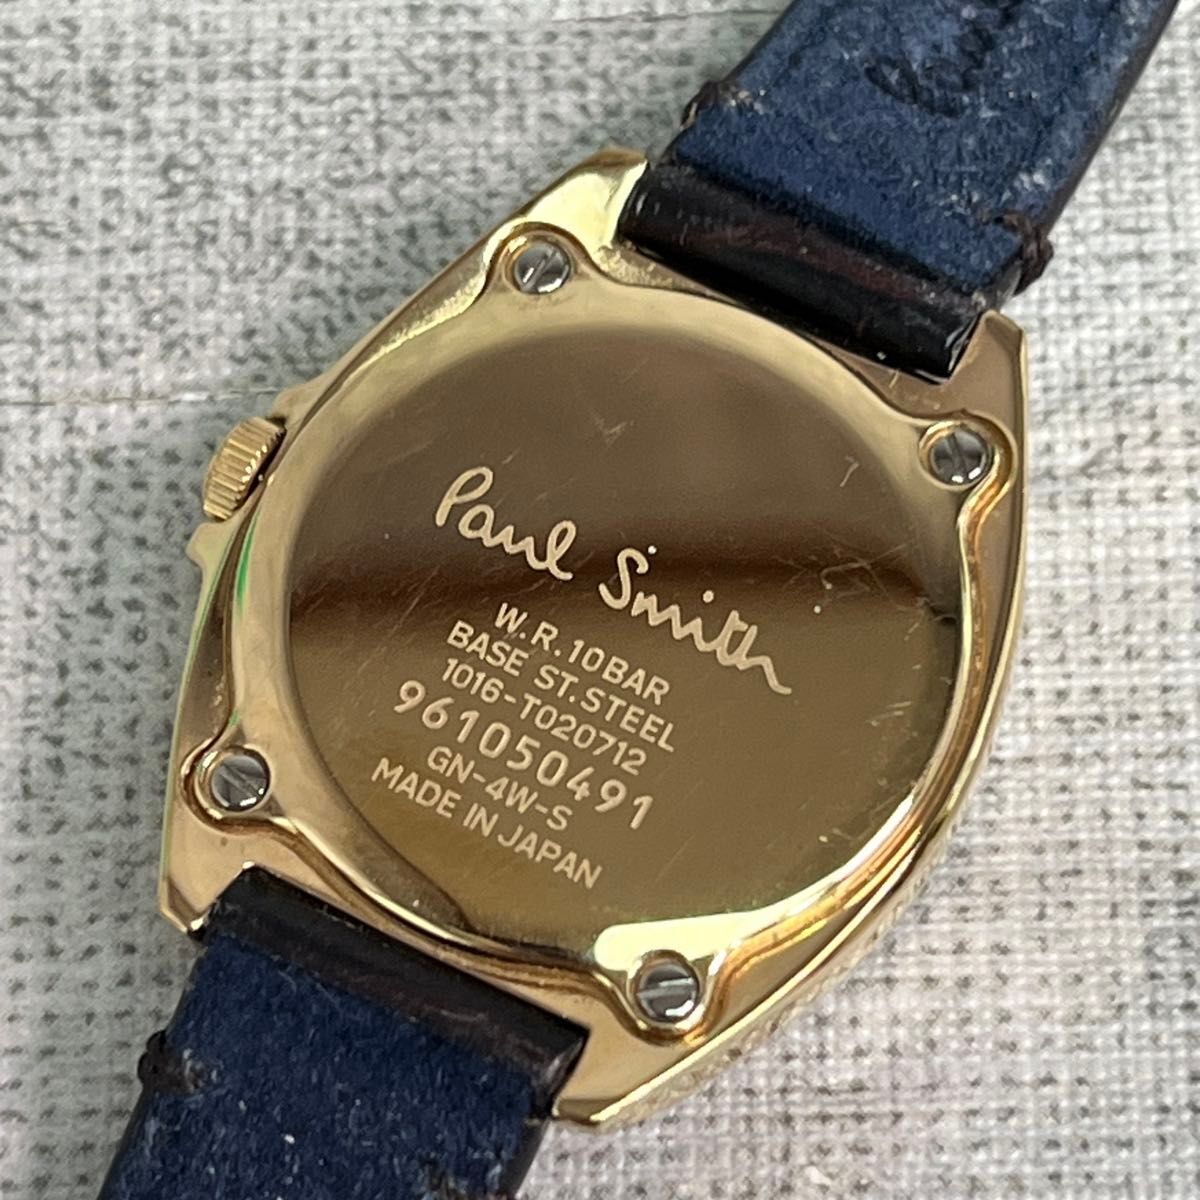 Paul Smith
W.R.10BAR
BASE ST.STEEL
1016-T020712
961050491
GN-4W-S
MADE IN JAPAN